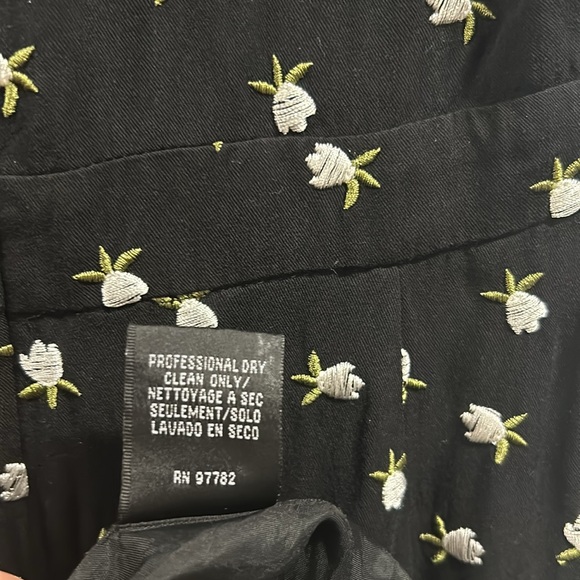 PROFESSIONAL DRY
CLEAN ONLY/
NETTOYAGE A SEC
SEULEMENT/SOLO
LAVADO EN SECO
RN 97782